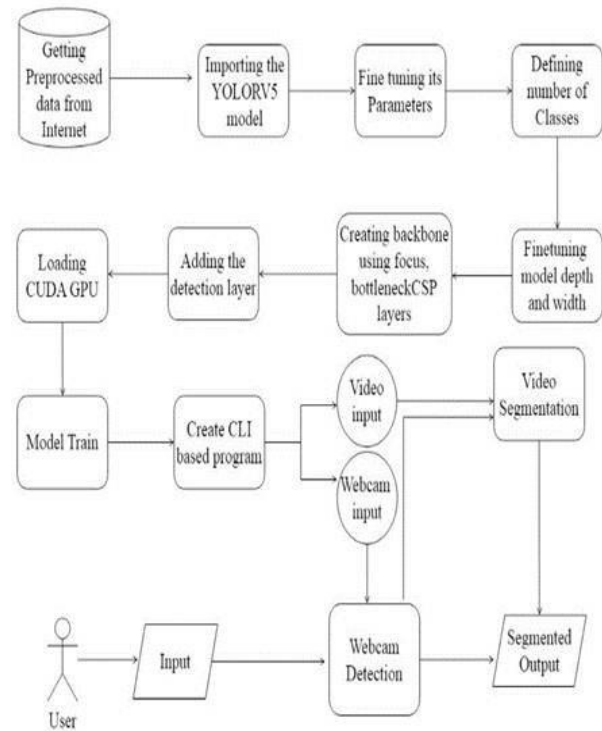 Getting
Preprocessed
data from
Internet
Importing the
YOLORV5
model
Fine tuning its
Parameters
Defining
number of
Classes
Loading
CUDA GPU
Adding the
detection layer
Creating backbone
using focus,
bottleneckCSP
layers
Finetuning
model depth
and width
Model Train
Create CLI
based program
Video
input
Webcam
input
Video
Segmentation
User
Input
Webcam
Detection
Segmented
Output